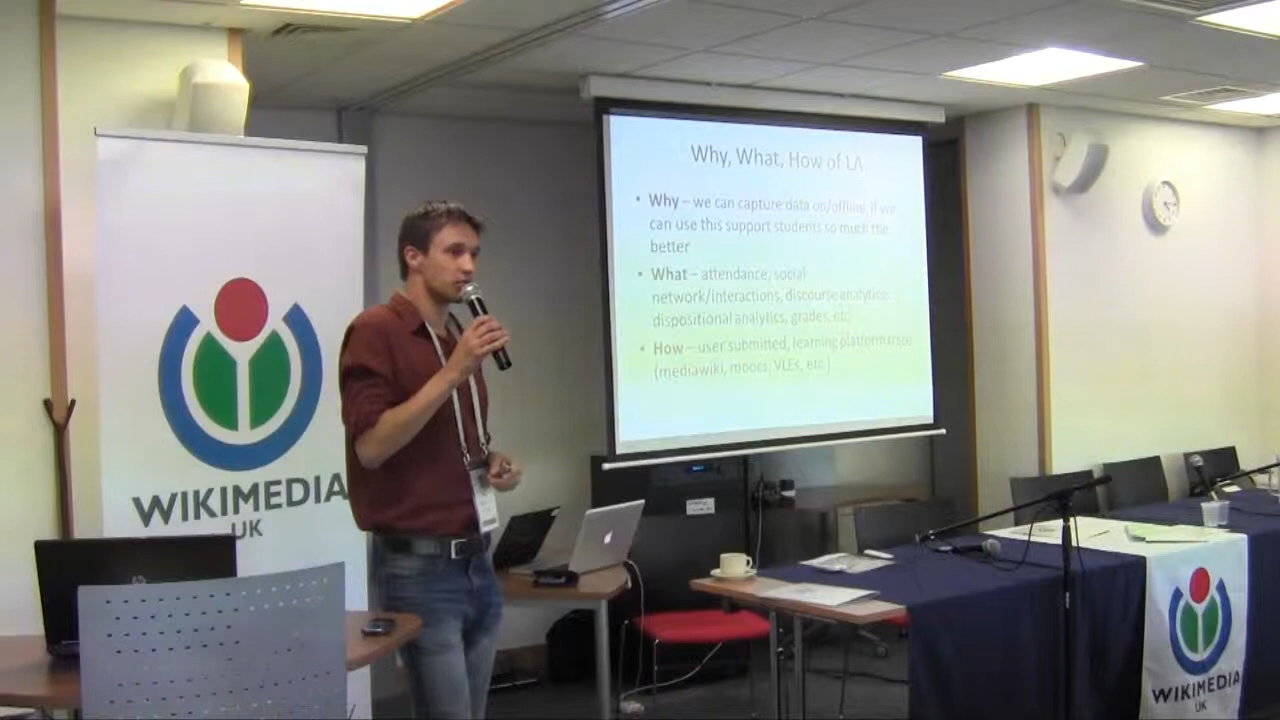 Why, What, How of LA
• Why – we can capture data on/offline, if we
can use this support students so much the
better
• What – attendance, social
network/interactions, discourse analytics,
dispositional analytics, grades, etc
• How – user submitted, learning platforms
(mediawiki, moocs, VLEs, etc.)
WIKIMEDIA
UK
WIKIMEDIA
UK